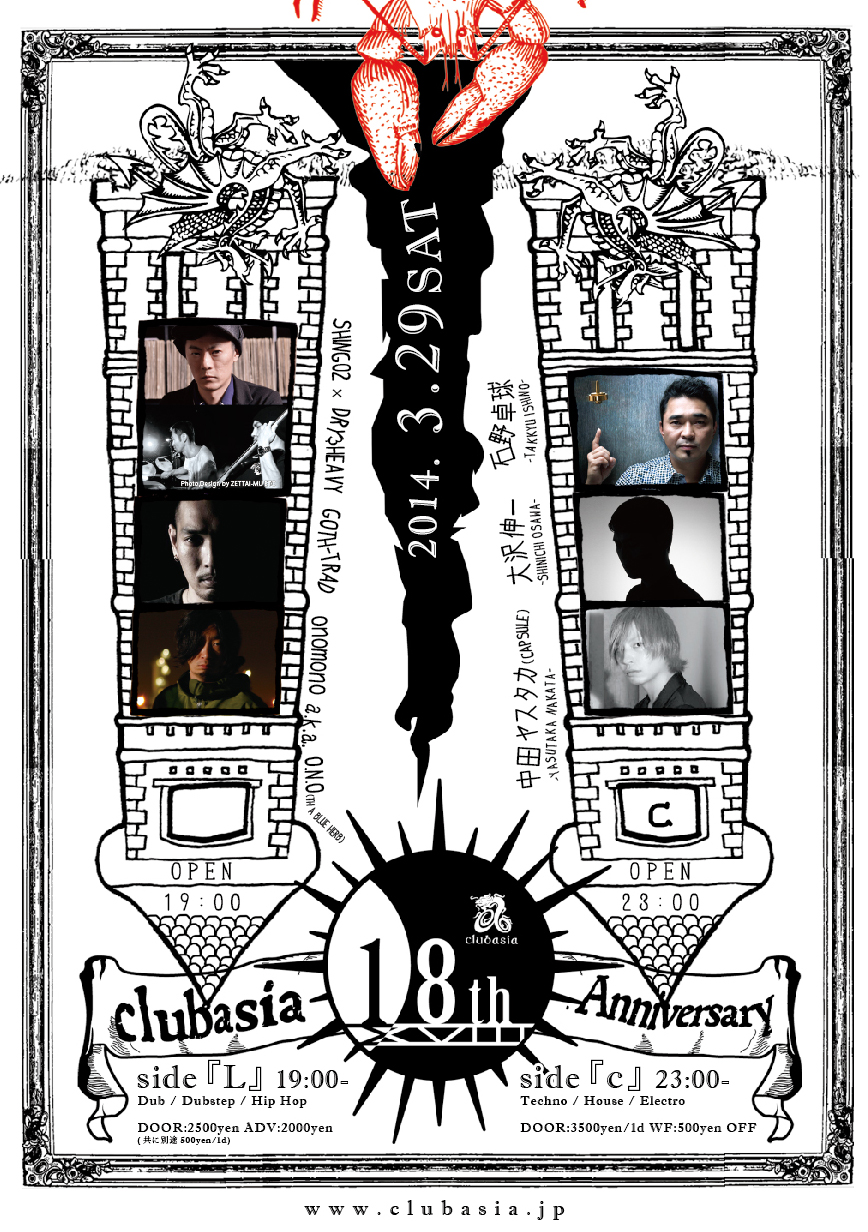 2014. 3.29SAT
SHINGO2 × DRY&HEAVY
GOTH-TRAD
onomono a.k.a. O.N.O (THA BLUE HERB)
Photo Design by ZETTAI-MU
石野卓球
-TAKKYU ISHINO-
大沢伸一
-SHINICHI OSAWA-
中田ヤスタカ(CAPSULE)
-YASUTAKA NAKATA-
C
OPEN
19:00
OPEN
23:00
clubasia
18th
XVIII
clubasia
Anniversary
side『L』 19:00-
Dub / Dubstep / Hip Hop
DOOR:2500yen ADV:2000yen
(共に別途 500yen/1d)
side『c』 23:00-
Techno / House / Electro
DOOR:3500yen/1d WF:500yen OFF
www.clubasia.jp